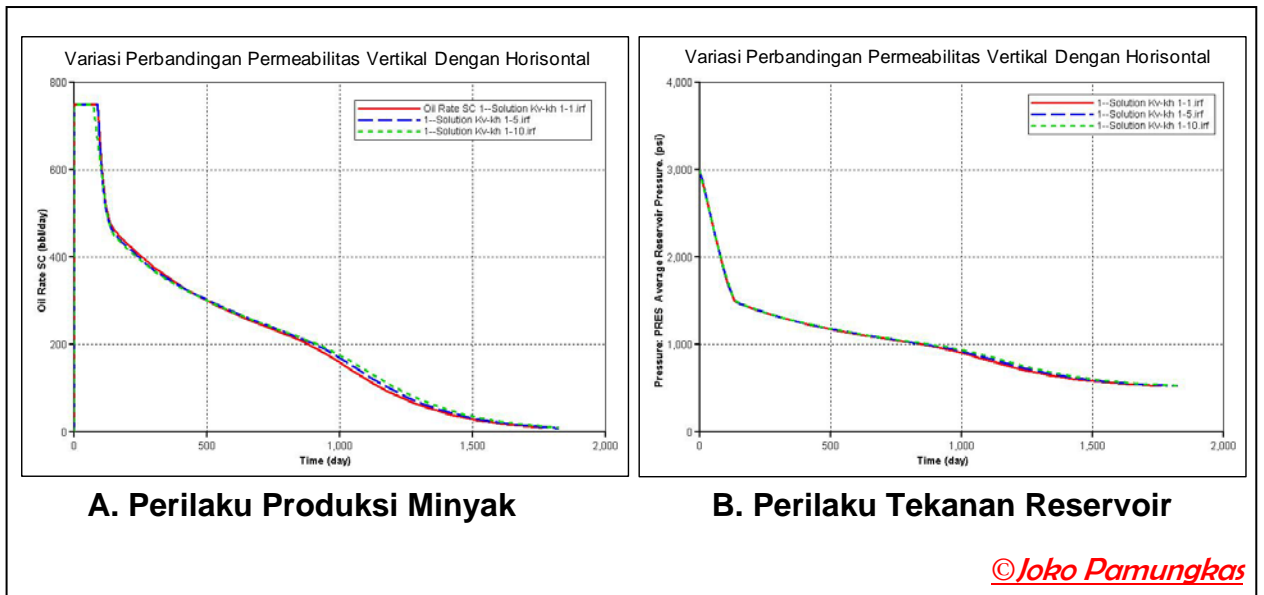 Variasi Perbandingan Permeabilitas Vertikal Dengan Horisontal
800
600
400
200
0
Oil Rate SC (bbl/day)
Oil Rate SC 1--Solution Kv-kh 1-1.irf
1--Solution Kv-kh 1-5.irf
1--Solution Kv-kh 1-10.irf
0 500 1,000 1,500 2,000
Time (day)
A. Perilaku Produksi Minyak
Variasi Perbandingan Permeabilitas Vertikal Dengan Horisontal
4,000
3,000
2,000
1,000
0
Pressure: PRES Average Reservoir Pressure. (psi)
1--Solution Kv-kh 1-1.irf
1--Solution Kv-kh 1-5.irf
1--Solution Kv-kh 1-10.irf
0 500 1,000 1,500 2,000
Time (day)
B. Perilaku Tekanan Reservoir
©Joko Pamungkas